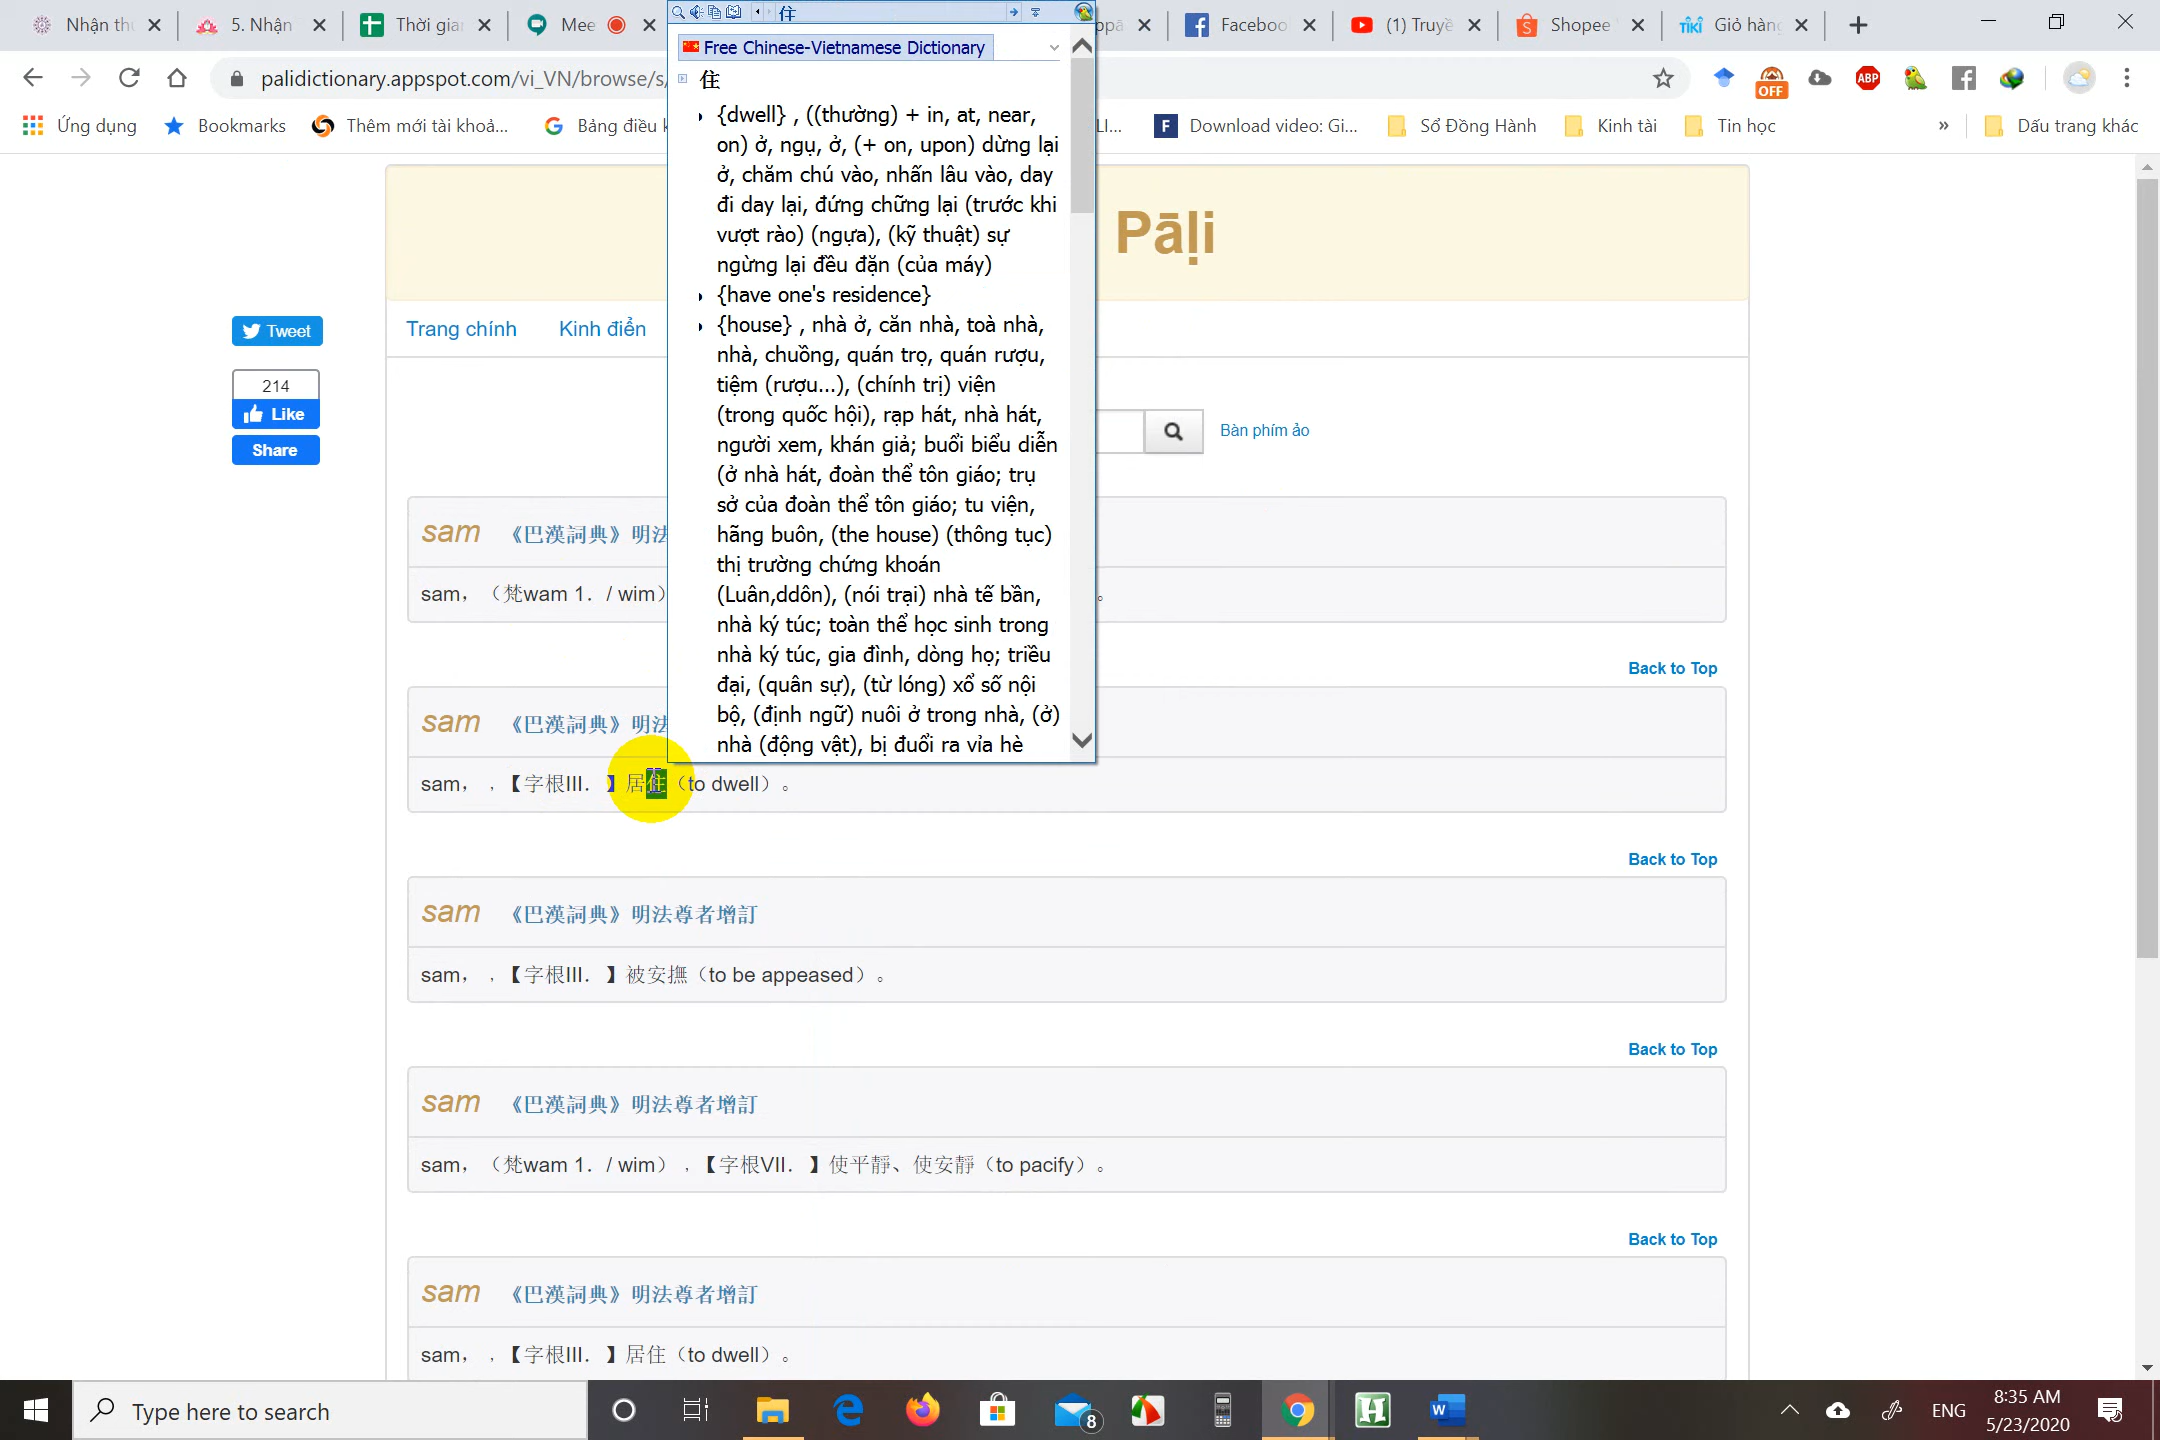 Nhận thứ
5. Nhận
Thời gian
Mee
ppā
Facebook
(1) Truyề
Shopee
TiKi Giỏ hàng
住
palidictionary.appspot.com/vi_VN/browse/s/
OFF
ABP
Ứng dụng
Bookmarks
Thêm mới tài khoả...
Bảng điều k
LI...
Download video: Gi...
Sổ Đồng Hành
Kinh tài
Tin học
»
Dấu trang khác
Free Chinese-Vietnamese Dictionary
住
{dwell} , ((thường) + in, at, near,
on) ở, ngụ, ở, (+ on, upon) dừng lại
ở, chăm chú vào, nhấn lâu vào, day
đi day lại, đứng chững lại (trước khi
vượt rào) (ngựa), (kỹ thuật) sự
ngừng lại đều đặn (của máy)
{have one's residence}
{house} , nhà ở, căn nhà, toà nhà,
nhà, chuồng, quán trọ, quán rượu,
tiệm (rượu...), (chính trị) viện
(trong quốc hội), rạp hát, nhà hát,
người xem, khán giả; buổi biểu diễn
(ở nhà hát, đoàn thể tôn giáo; trụ
sở của đoàn thể tôn giáo; tu viện,
hãng buôn, (the house) (thông tục)
thị trường chứng khoán
(Luân,ddôn), (nói trại) nhà tế bần,
nhà ký túc; toàn thể học sinh trong
nhà ký túc, gia đình, dòng họ; triều
đại, (quân sự), (từ lóng) xổ số nội
bộ, (định ngữ) nuôi ở trong nhà, (ở)
nhà (động vật), bị đuổi ra vỉa hè
Pāḷi
Tweet
214
Like
Share
Trang chính
Kinh điển
Bàn phím ảo
sam 《巴漢詞典》明法
sam，（梵wam 1．/ wim） 。
Back to Top
sam 《巴漢詞典》明法
sam，﹐【字根III．】居住（to dwell）。
Back to Top
sam 《巴漢詞典》明法尊者增訂
sam，﹐【字根III．】被安撫（to be appeased）。
Back to Top
sam 《巴漢詞典》明法尊者增訂
sam，（梵wam 1．/ wim）﹐【字根VII．】使平靜、使安靜（to pacify）。
Back to Top
sam 《巴漢詞典》明法尊者增訂
sam，﹐【字根III．】居住（to dwell）。
Type here to search
8
ENG
8:35 AM
5/23/2020